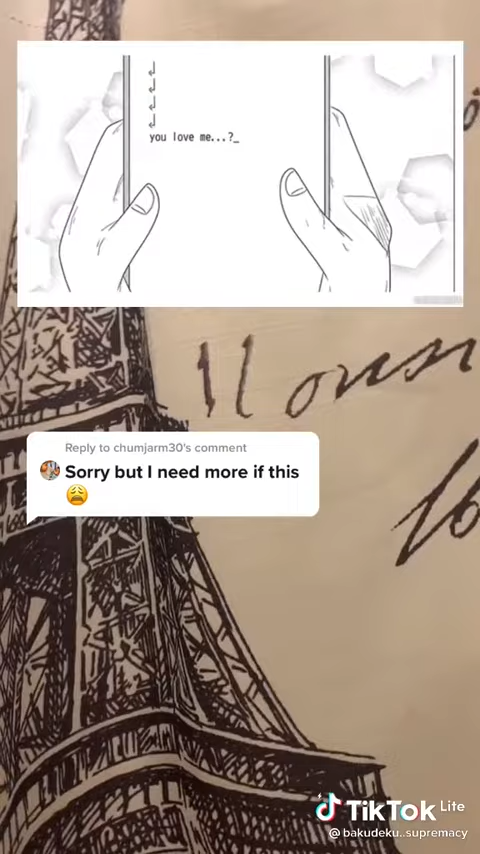 you love me...?_
Reply to chumjarm30's comment
Sorry but I need more if this
😩
TikTok Lite
@bakudeku..supremacy